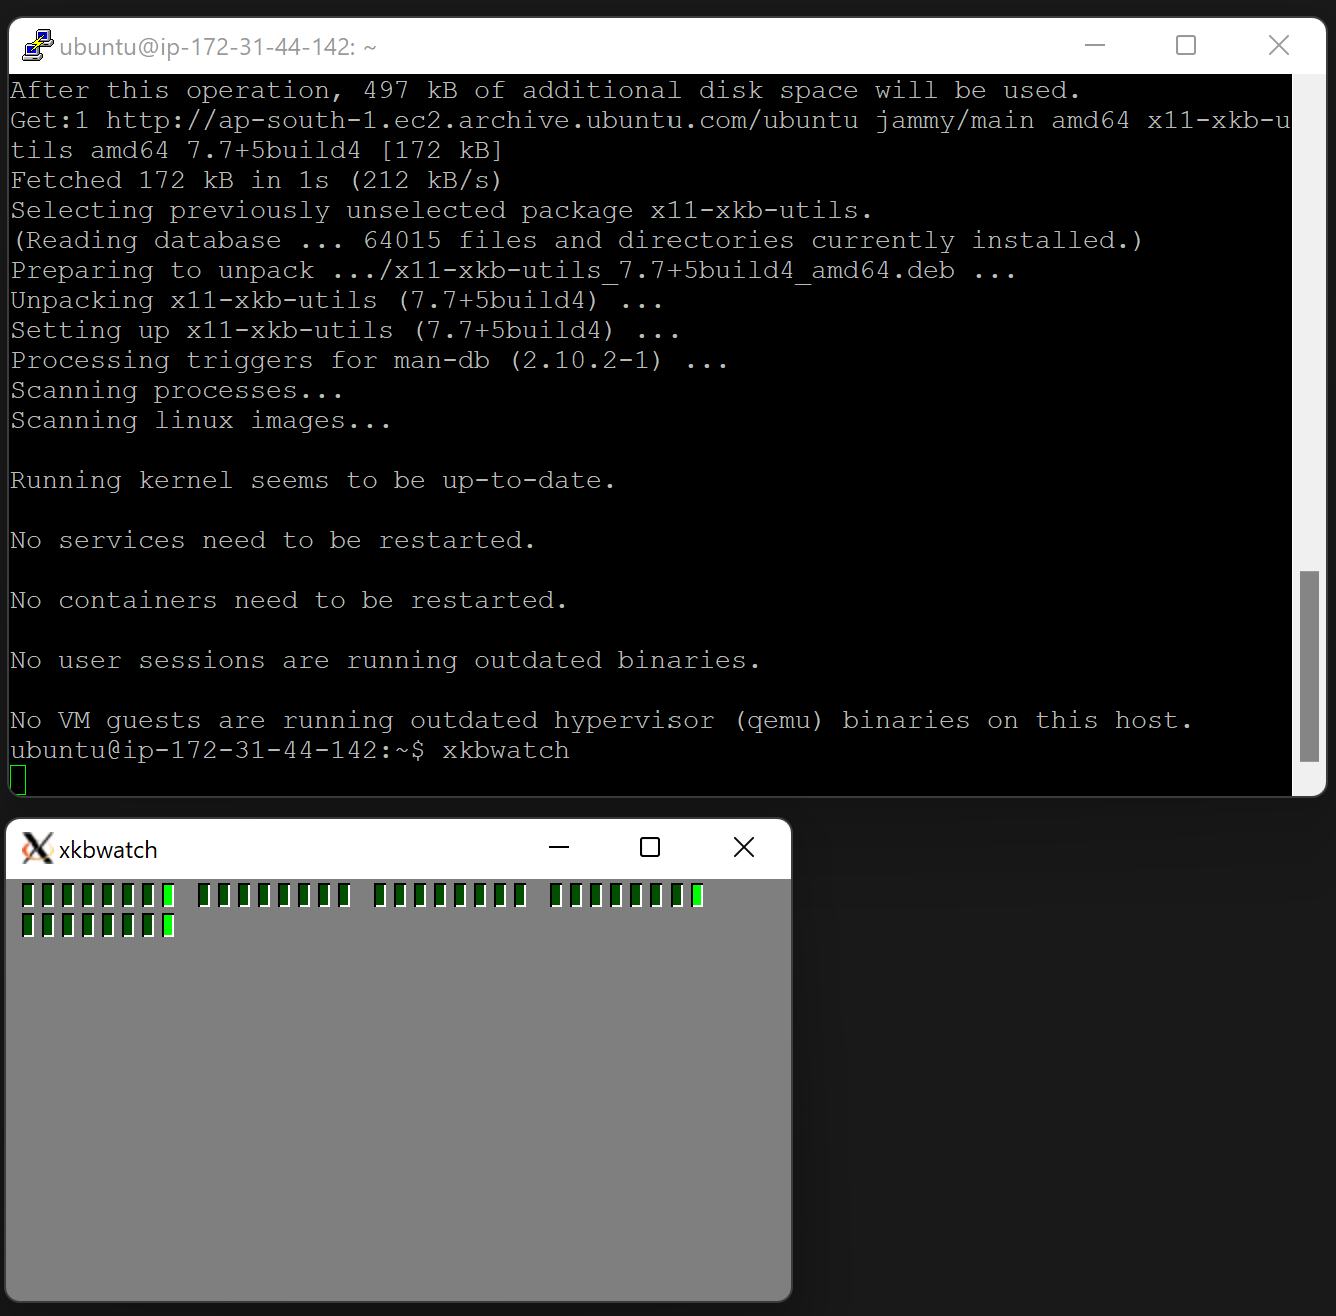 ubuntu@ip-172-31-44-142: ~
After this operation, 497 kB of additional disk space will be used.
Get:1 http://ap-south-1.ec2.archive.ubuntu.com/ubuntu jammy/main amd64 x11-xkb-u
tils amd64 7.7+5build4 [172 kB]
Fetched 172 kB in 1s (212 kB/s)
Selecting previously unselected package x11-xkb-utils.
(Reading database ... 64015 files and directories currently installed.)
Preparing to unpack .../x11-xkb-utils_7.7+5build4_amd64.deb ...
Unpacking x11-xkb-utils (7.7+5build4) ...
Setting up x11-xkb-utils (7.7+5build4) ...
Processing triggers for man-db (2.10.2-1) ...
Scanning processes...
Scanning linux images...
Running kernel seems to be up-to-date.
No services need to be restarted.
No containers need to be restarted.
No user sessions are running outdated binaries.
No VM guests are running outdated hypervisor (qemu) binaries on this host.
ubuntu@ip-172-31-44-142:~$ xkbwatch
xkbwatch